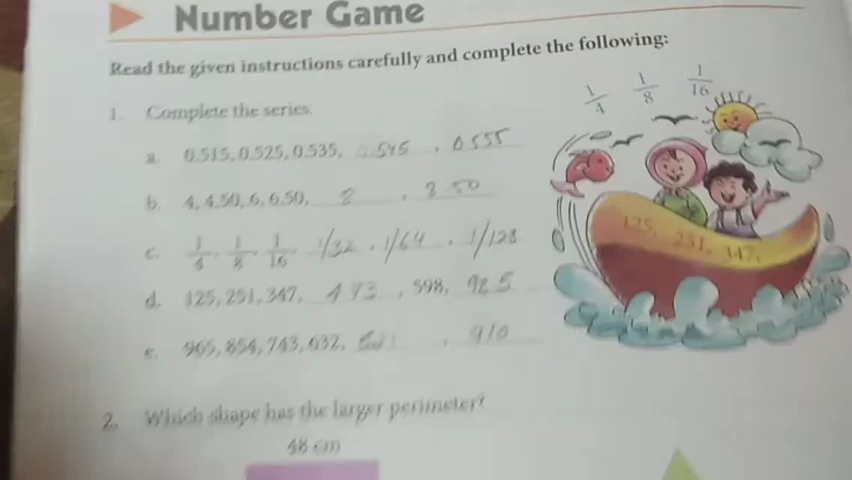 Number Game
Read the given instructions carefully and complete the following:
1/4 1/8 1/16
1. Complete the series.
a. 0.515, 0.525, 0.535, 0.545, 0.555
b. 4, 4.50, 6, 6.50, 8, 8.50
c. 1/4, 1/8, 1/16, 1/32, 1/64, 1/128
d. 125, 251, 347, 473, 598,
e. 965, 854, 743, 632, 521, 910
125, 251, 347,
2. Which shape has the larger perimeter?
48 cm